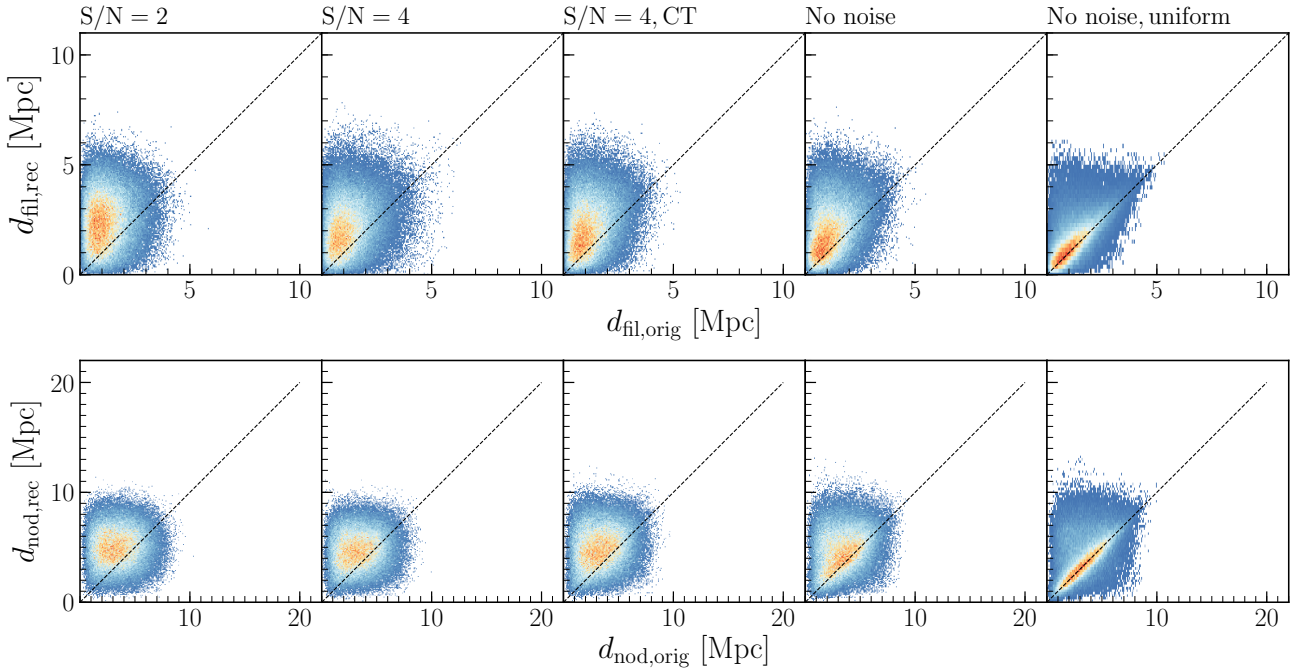 S/N = 2 S/N = 4 S/N = 4, CT No noise No noise, uniform
10
5
0
d_fil,rec [Mpc]
5 10 5 10 5 10 5 10 5 10
d_fil,orig [Mpc]
20
10
0
d_nod,rec [Mpc]
10 20 10 20 10 20 10 20 10 20
d_nod,orig [Mpc]